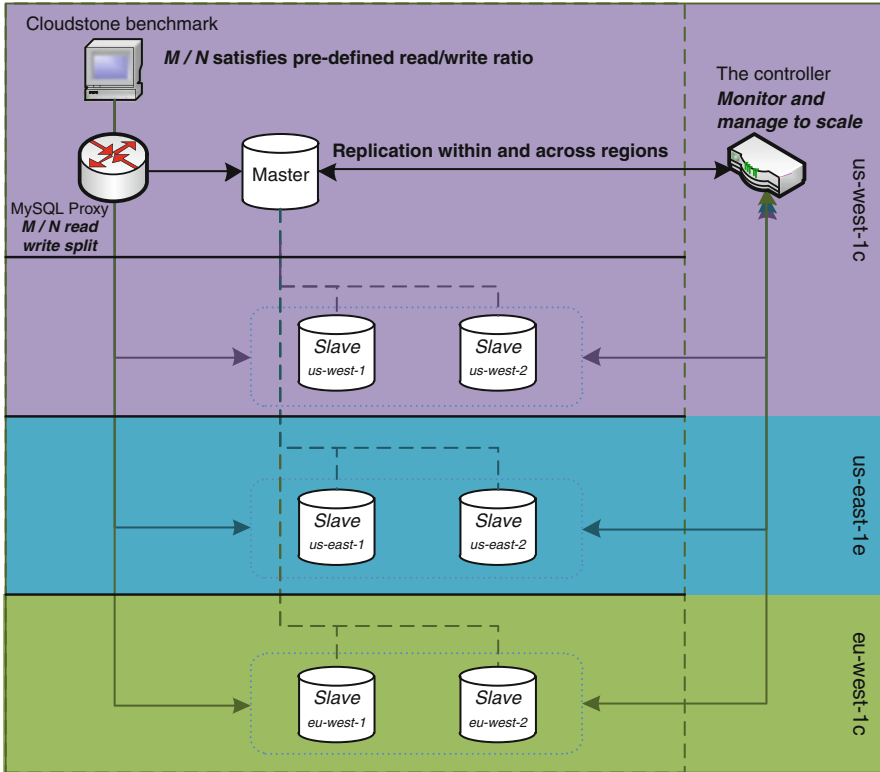 Cloudstone benchmark
M / N satisfies pre-defined read/write ratio
The controller
Monitor and
manage to scale
Replication within and across regions
Master
MySQL Proxy
M / N read
write split
us-west-1c
Slave
us-west-1
Slave
us-west-2
us-east-1e
Slave
us-east-1
Slave
us-east-2
eu-west-1c
Slave
eu-west-1
Slave
eu-west-2